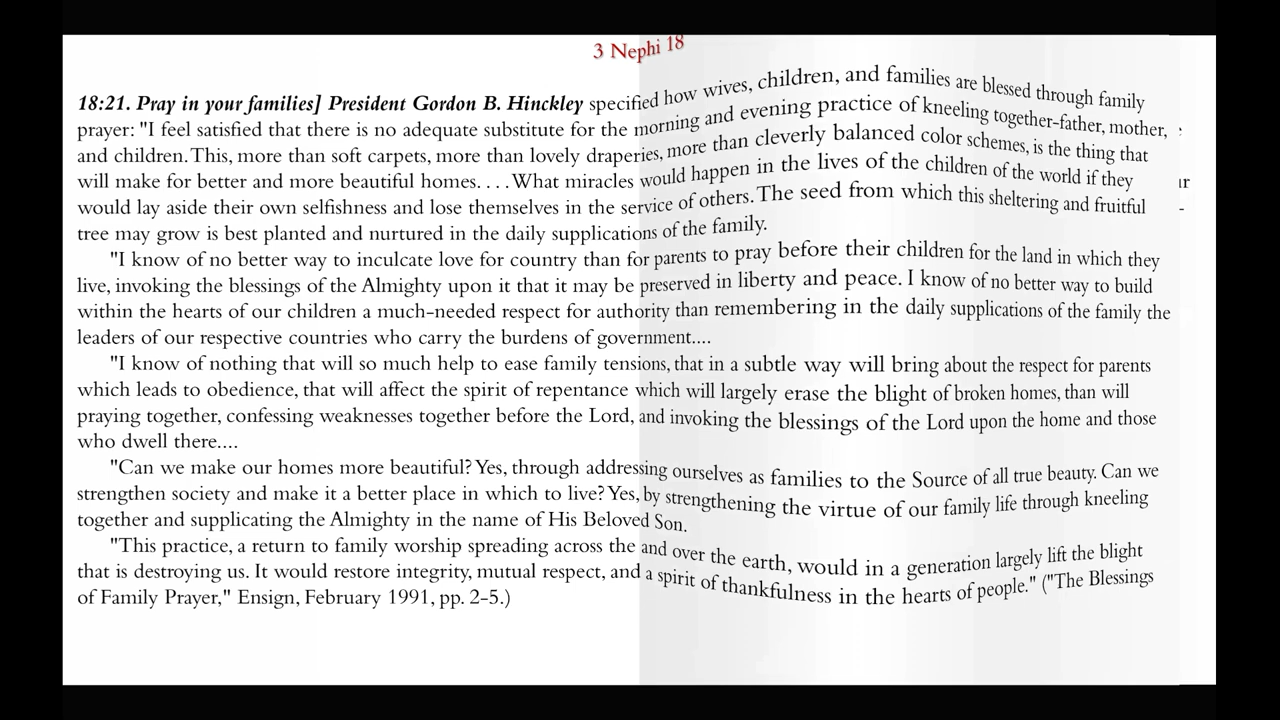 3 Nephi 18
18:21. Pray in your families] President Gordon B. Hinckley specified how wives, children, and families are blessed through family
prayer: "I feel satisfied that there is no adequate substitute for the morning and evening practice of kneeling together-father, mother,
and children. This, more than soft carpets, more than lovely draperies, more than cleverly balanced color schemes, is the thing that
will make for better and more beautiful homes. . . . What miracles would happen in the lives of the children of the world if they
would lay aside their own selfishness and lose themselves in the service of others. The seed from which this sheltering and fruitful
tree may grow is best planted and nurtured in the daily supplications of the family.
"I know of no better way to inculcate love for country than for parents to pray before their children for the land in which they
live, invoking the blessings of the Almighty upon it that it may be preserved in liberty and peace. I know of no better way to build
within the hearts of our children a much-needed respect for authority than remembering in the daily supplications of the family the
leaders of our respective countries who carry the burdens of government....
"I know of nothing that will so much help to ease family tensions, that in a subtle way will bring about the respect for parents
which leads to obedience, that will affect the spirit of repentance which will largely erase the blight of broken homes, than will
praying together, confessing weaknesses together before the Lord, and invoking the blessings of the Lord upon the home and those
who dwell there....
"Can we make our homes more beautiful? Yes, through addressing ourselves as families to the Source of all true beauty. Can we
strengthen society and make it a better place in which to live? Yes, by strengthening the virtue of our family life through kneeling
together and supplicating the Almighty in the name of His Beloved Son.
"This practice, a return to family worship spreading across the and over the earth, would in a generation largely lift the blight
that is destroying us. It would restore integrity, mutual respect, and a spirit of thankfulness in the hearts of people." ("The Blessings
of Family Prayer," Ensign, February 1991, pp. 2-5.)